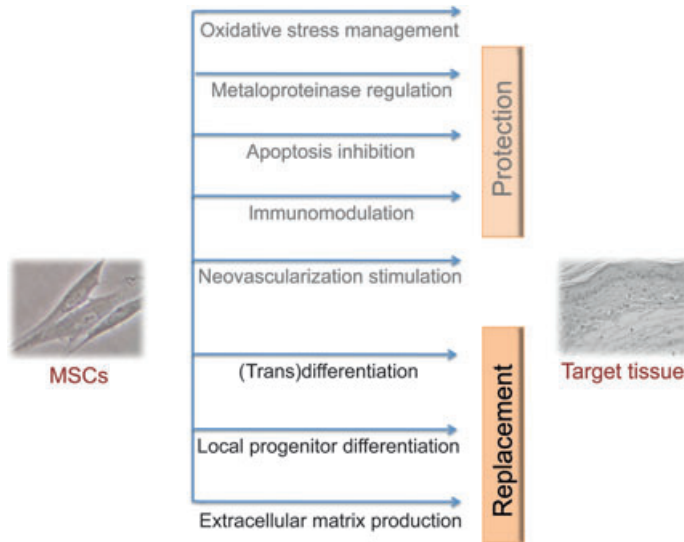 Oxidative stress management
Metaloproteinase regulation
Apoptosis inhibition
Immunomodulation
Neovascularization stimulation
Protection
MSCs
(Trans)differentiation
Local progenitor differentiation
Extracellular matrix production
Replacement
Target tissue